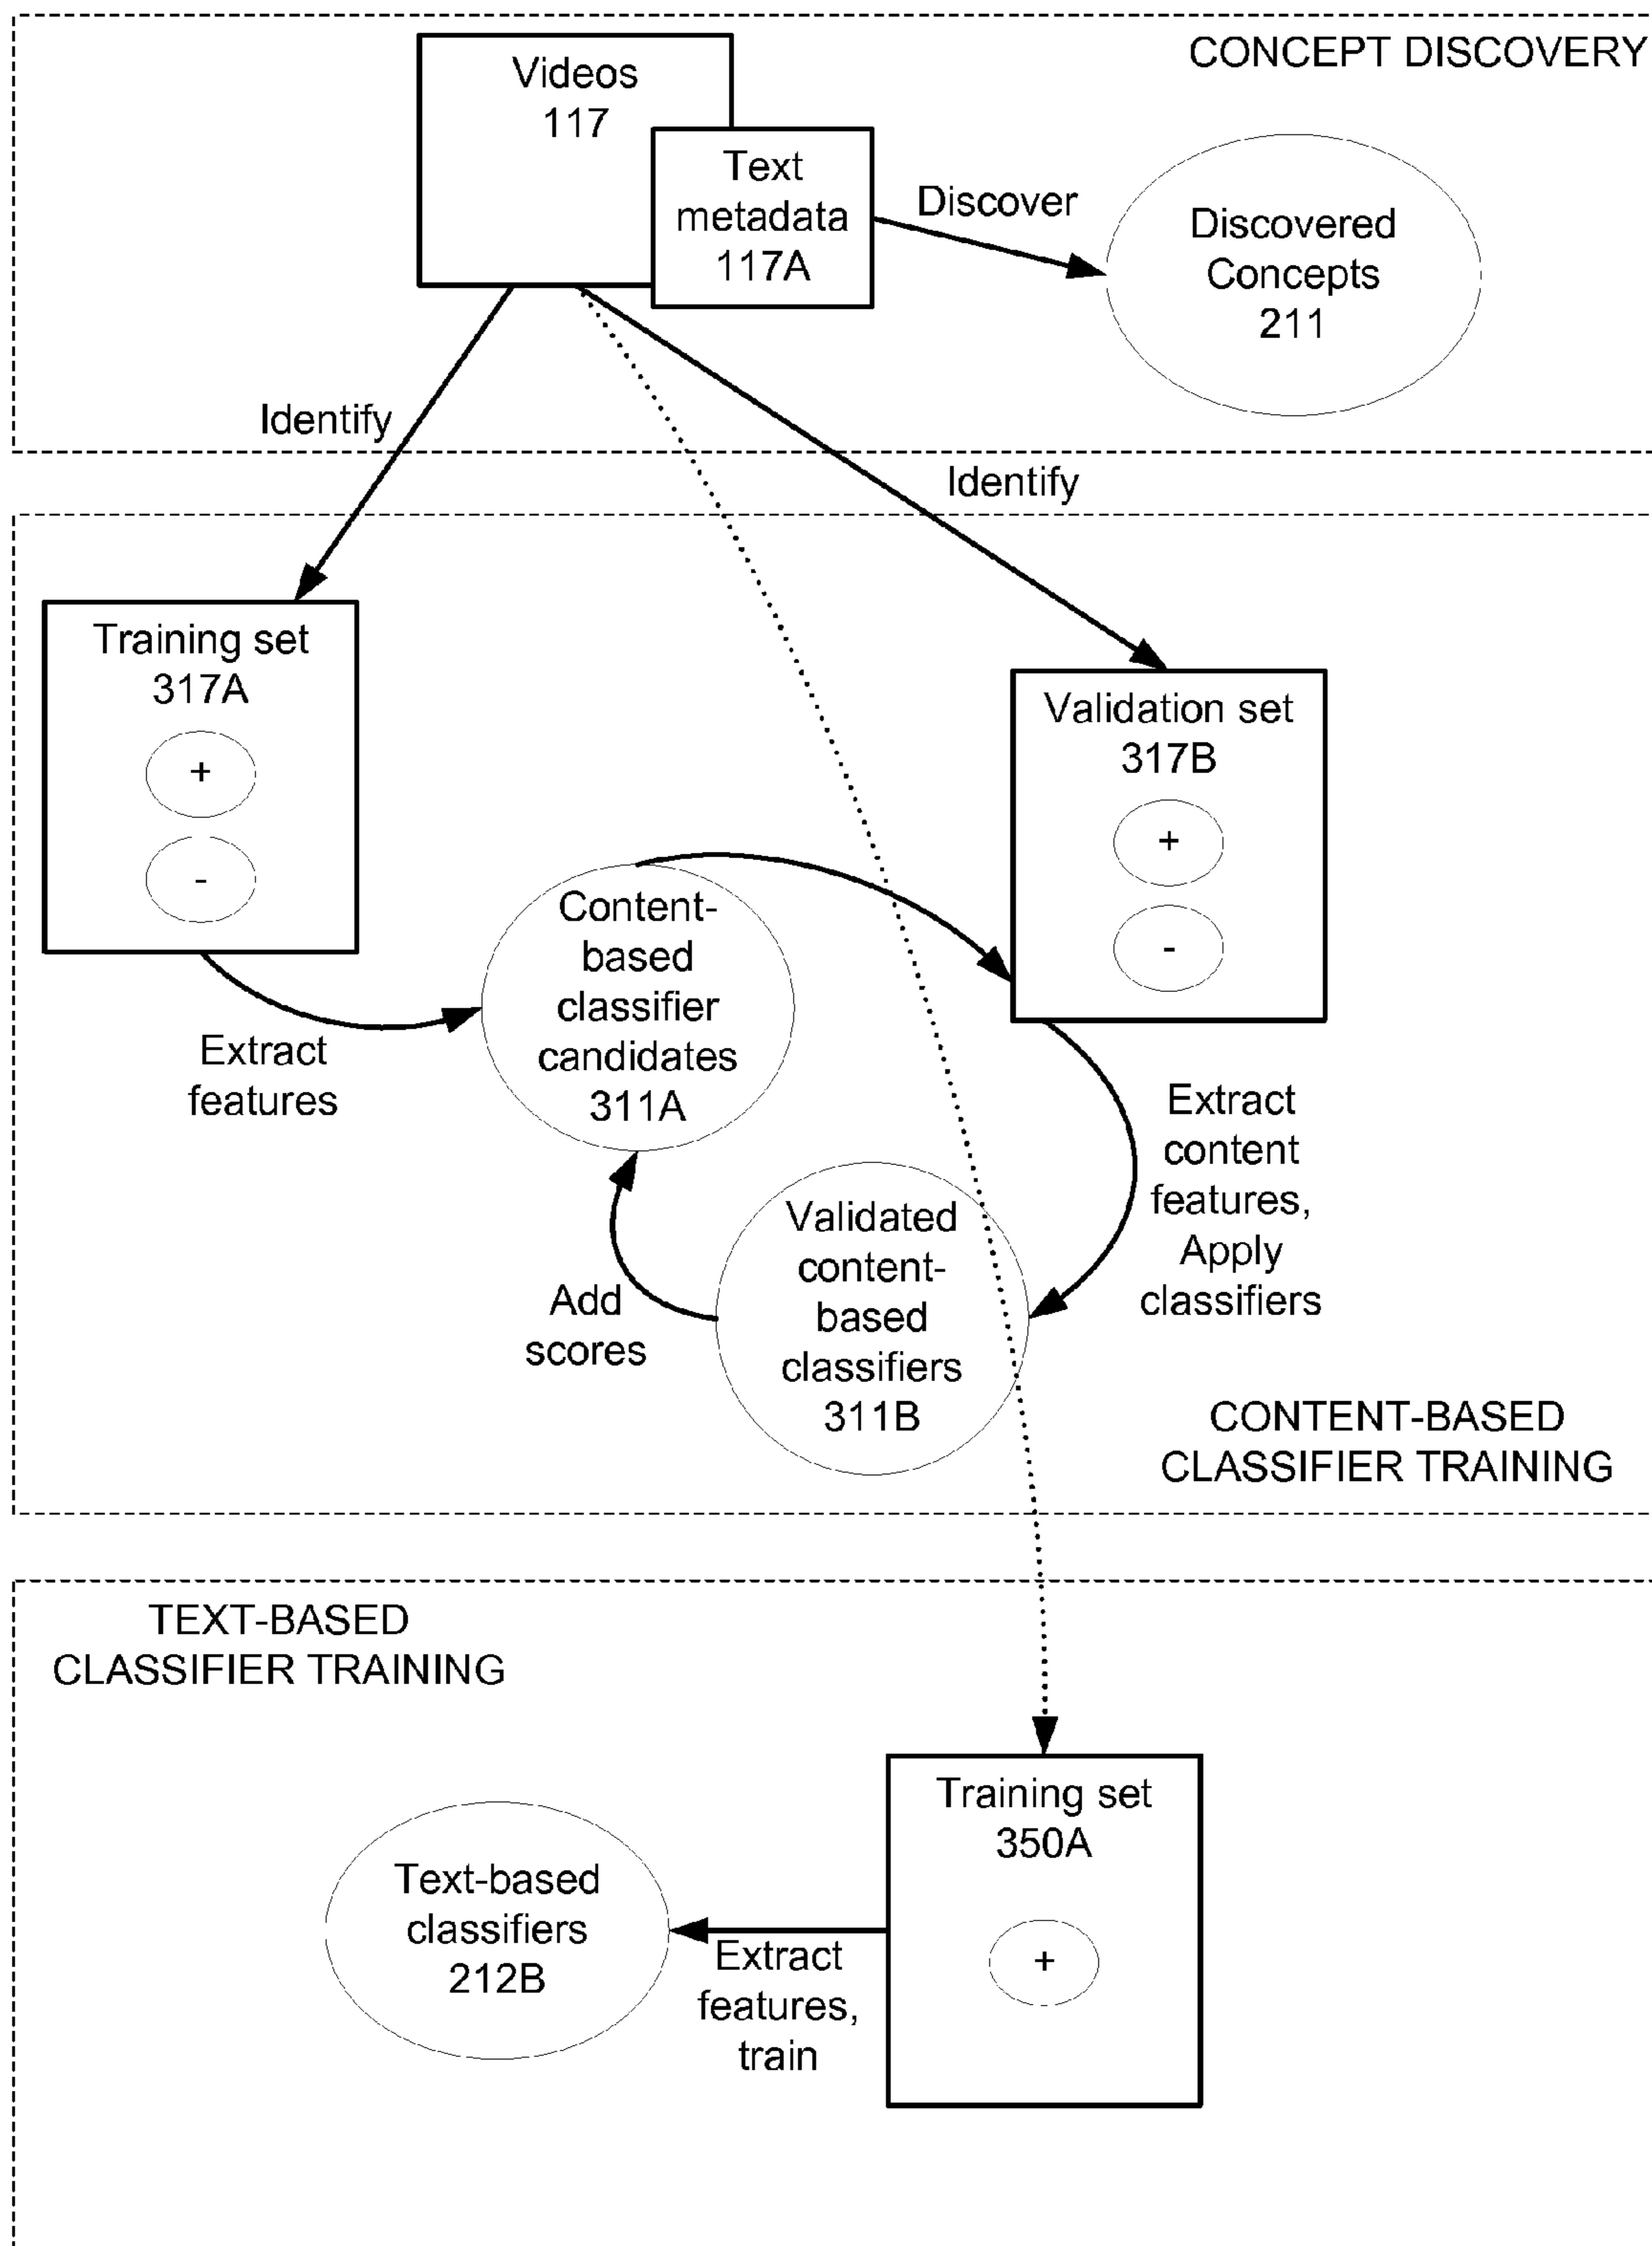 CONCEPT DISCOVERY
Videos
117
Text
metadata
117A
Discover
Discovered
Concepts
211
Identify
Identify
Training set
317A
+
-
Validation set
317B
+
-
Content-
based
classifier
candidates
311A
Extract
features
Extract
content
features,
Apply
classifiers
Validated
content-
based
classifiers
311B
Add
scores
CONTENT-BASED
CLASSIFIER TRAINING
TEXT-BASED
CLASSIFIER TRAINING
Training set
350A
+
Text-based
classifiers
212B
Extract
features,
train